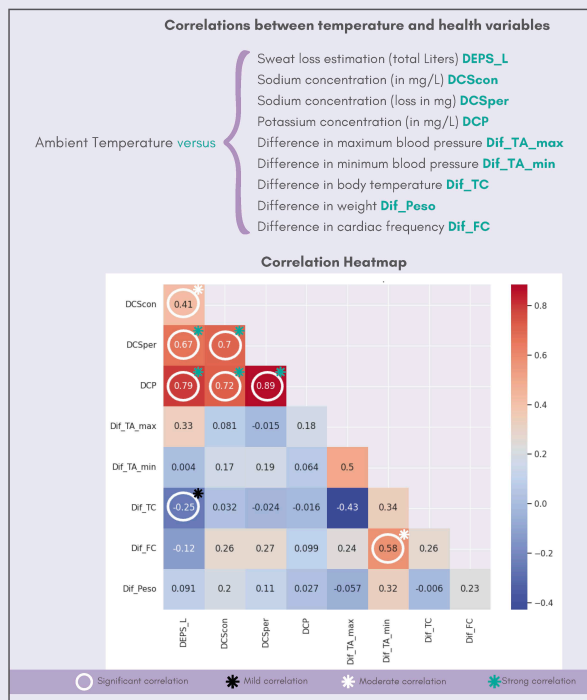 Correlations between temperature and health variables
Sweat loss estimation (total Liters) DEPS_L
Sodium concentration (in mg/L) DCScon
Sodium concentration (loss in mg) DCSper
Potassium concentration (in mg/L) DCP
Ambient Temperature versus
Difference in maximum blood pressure Dif_TA_max
Difference in minimum blood pressure Dif_TA_min
Difference in body temperature Dif_TC
Difference in weight Dif_Peso
Difference in cardiac frequency Dif_FC
Correlation Heatmap
DCScon 0.41
DCSper 0.67 0.7
DCP 0.79 0.72 0.89
Dif_TA_max 0.33 0.081 -0.015 0.18
Dif_TA_min 0.004 0.17 0.19 0.064 0.5
Dif_TC -0.25 0.032 -0.024 -0.016 -0.43 0.34
Dif_FC -0.12 0.26 0.27 0.099 0.24 0.58 0.26
Dif_Peso 0.091 0.2 0.11 0.027 -0.057 0.32 -0.006 0.23
DEPS_L DCScon DCSper DCP Dif_TA_max Dif_TA_min Dif_TC Dif_FC
0.8
0.6
0.4
0.2
0.0
−0.2
−0.4
Significant correlation Mild correlation Moderate correlation Strong correlation